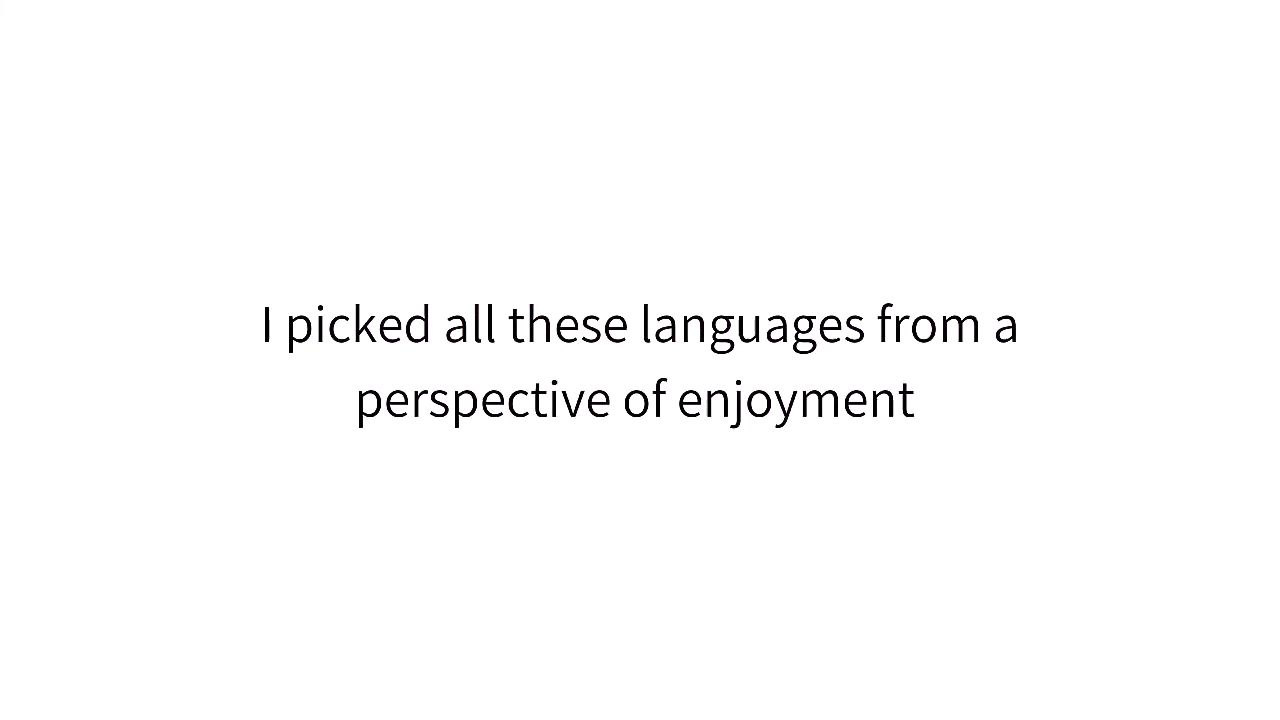 I picked all these languages from a
perspective of enjoyment